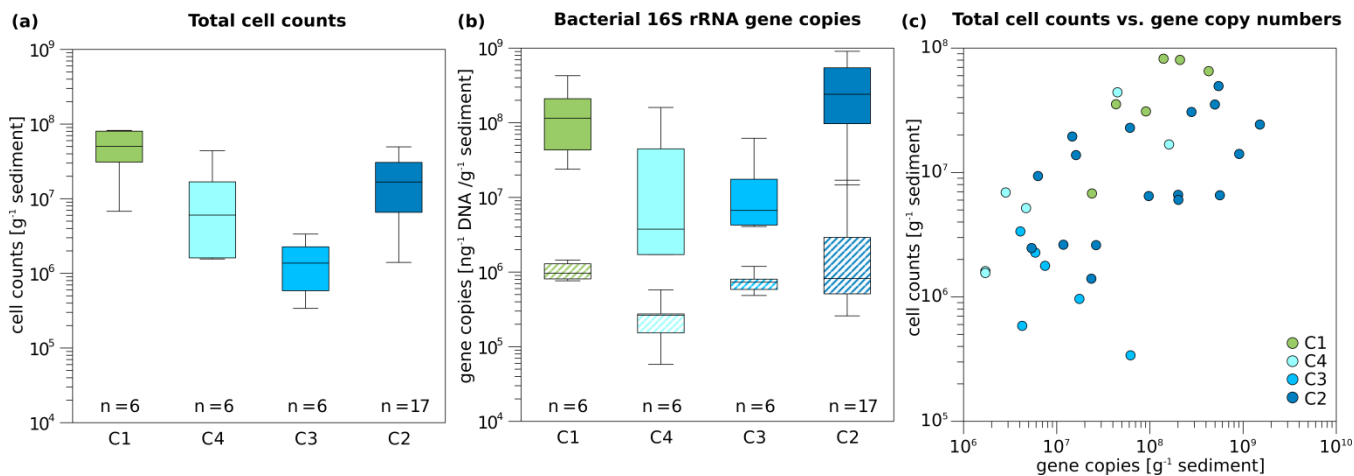 (a) Total cell counts
cell counts [g⁻¹ sediment]
10⁹
10⁸
10⁷
10⁶
10⁵
10⁴
n =6 n =6 n =6 n =17
C1 C4 C3 C2
(b) Bacterial 16S rRNA gene copies
gene copies [ng⁻¹ DNA /g⁻¹ sediment]
10⁹
10⁸
10⁷
10⁶
10⁵
10⁴
n =6 n =6 n =6 n =17
C1 C4 C3 C2
(c) Total cell counts vs. gene copy numbers
cell counts [g⁻¹ sediment]
10⁸
10⁷
10⁶
10⁵
C1
C4
C3
C2
10⁶ 10⁷ 10⁸ 10⁹ 10¹⁰
gene copies [g⁻¹ sediment]